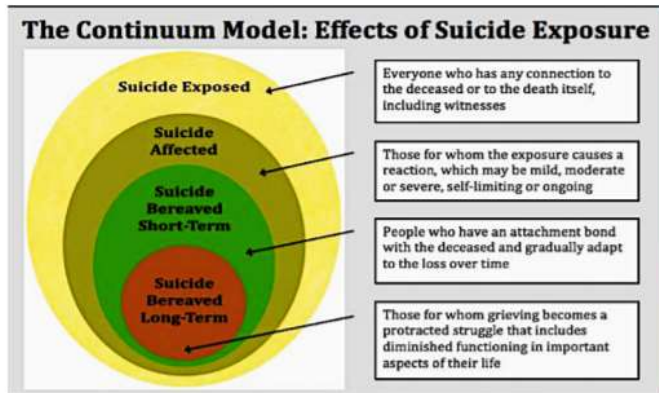 The Continuum Model: Effects of Suicide Exposure
Suicide Exposed
Everyone who has any connection to
the deceased or to the death itself,
including witnesses
Suicide
Affected
Those for whom the exposure causes a
reaction, which may be mild, moderate
or severe, self-limiting or ongoing
Suicide
Bereaved
Short-Term
People who have an attachment bond
with the deceased and gradually adapt
to the loss over time
Suicide
Bereaved
Long-Term
Those for whom grieving becomes a
protracted struggle that includes
diminished functioning in important
aspects of their life